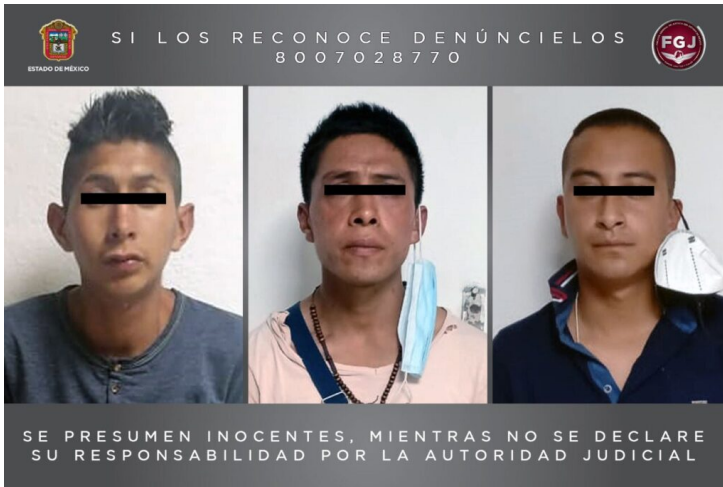 SI LOS RECONOCE DENÚNCIELOS
8007028770
ESTADO DE MÉXICO
FGJ
SE PRESUMEN INOCENTES, MIENTRAS NO SE DECLARE
SU RESPONSABILIDAD POR LA AUTORIDAD JUDICIAL